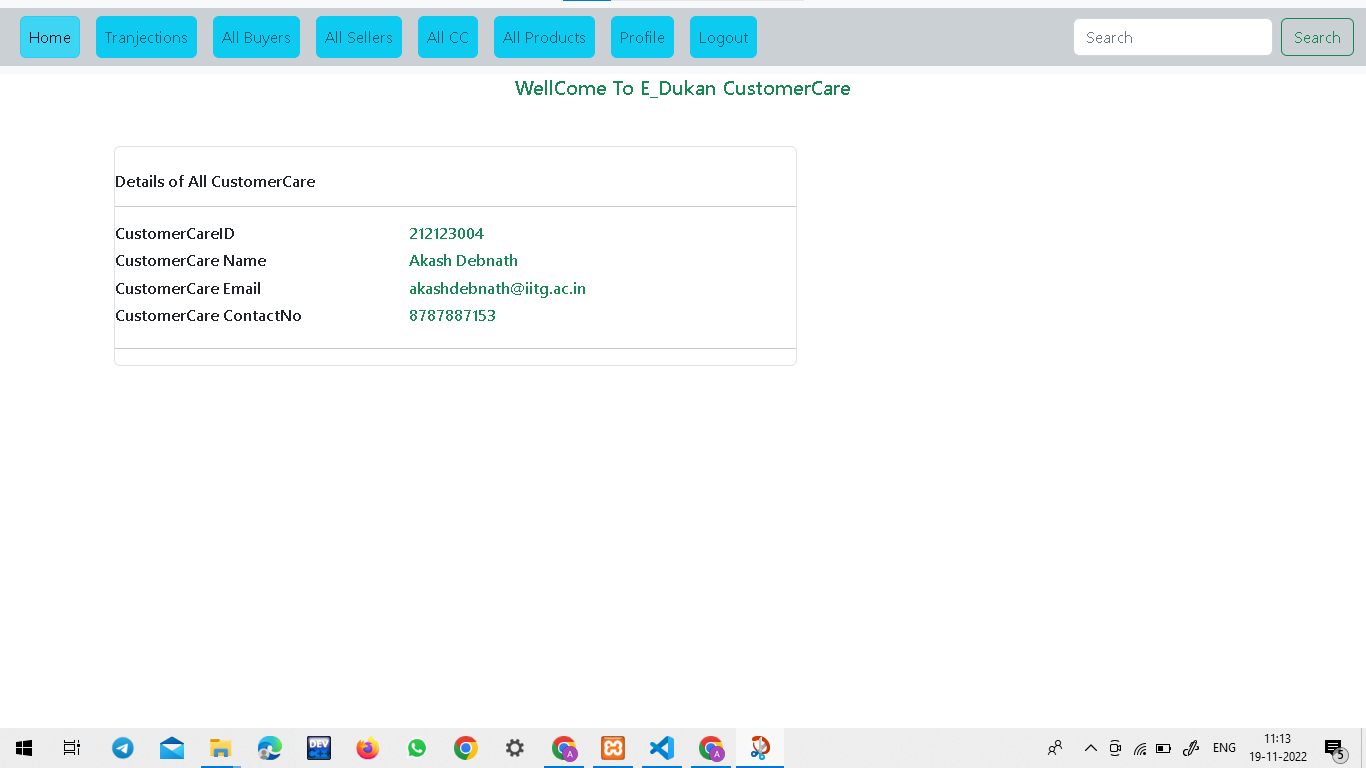 Home Tranjections All Buyers All Sellers All CC All Products Profile Logout Search Search
WellCome To E_Dukan CustomerCare
Details of All CustomerCare
CustomerCareID 212123004
CustomerCare Name Akash Debnath
CustomerCare Email akashdebnath@iitg.ac.in
CustomerCare ContactNo 8787887153
DEV C++
A
A
ENG
11:13
19-11-2022
5